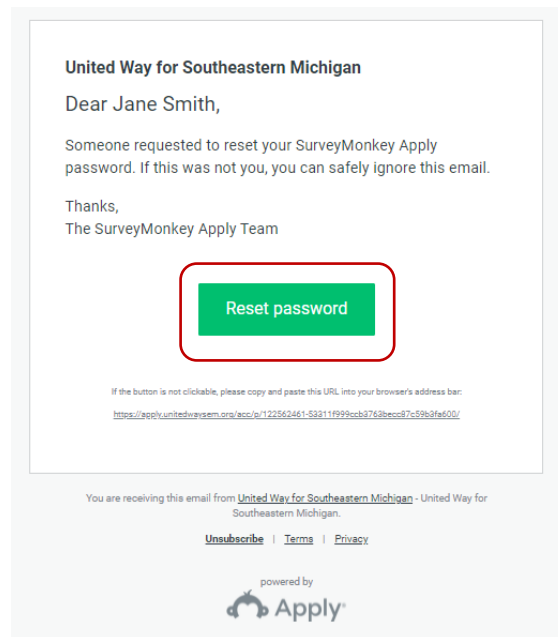 United Way for Southeastern Michigan
Dear Jane Smith,
Someone requested to reset your SurveyMonkey Apply
password. If this was not you, you can safely ignore this email.
Thanks,
The SurveyMonkey Apply Team
Reset password
If the button is not clickable, please copy and paste this URL into your browser's address bar:
https://apply.unitedwaysem.org/acc/p/122562461-53311f999ccb3763becc87c59b3fa600/
You are receiving this email from United Way for Southeastern Michigan - United Way for
Southeastern Michigan.
Unsubscribe | Terms | Privacy
powered by
Apply